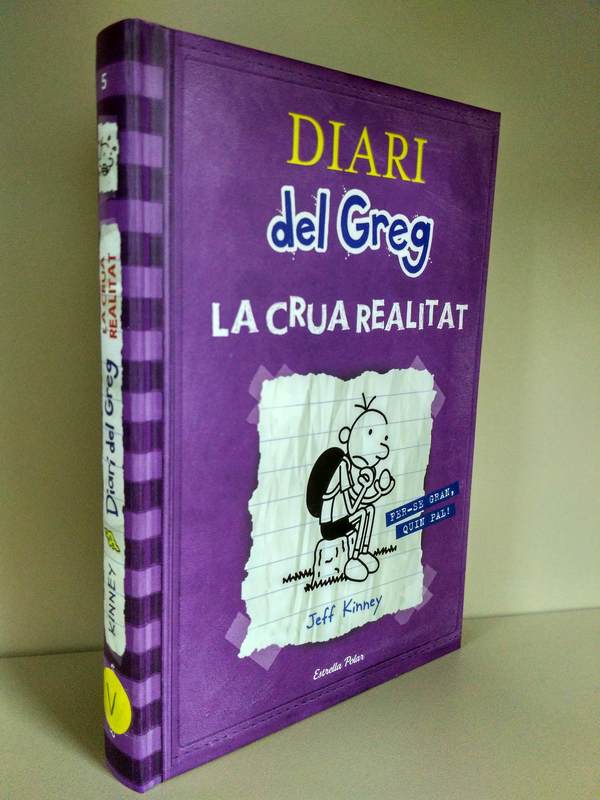 DIARI
del Greg
LA CRUA REALITAT
FER-SE GRAN,
QUIN PAL!
Jeff Kinney
Estrella Polar
5
LA CRUA
REALITAT
Diari del Greg
KINNEY
V